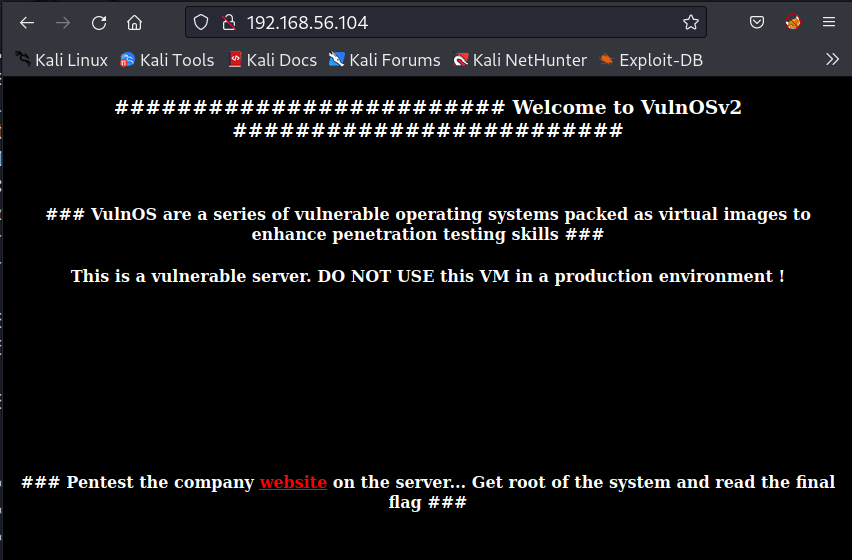 192.168.56.104
Kali Linux Kali Tools Kali Docs Kali Forums Kali NetHunter Exploit-DB
######################### Welcome to VulnOSv2
#########################
### VulnOS are a series of vulnerable operating systems packed as virtual images to
enhance penetration testing skills ###
This is a vulnerable server. DO NOT USE this VM in a production environment !
### Pentest the company website on the server... Get root of the system and read the final
flag ###